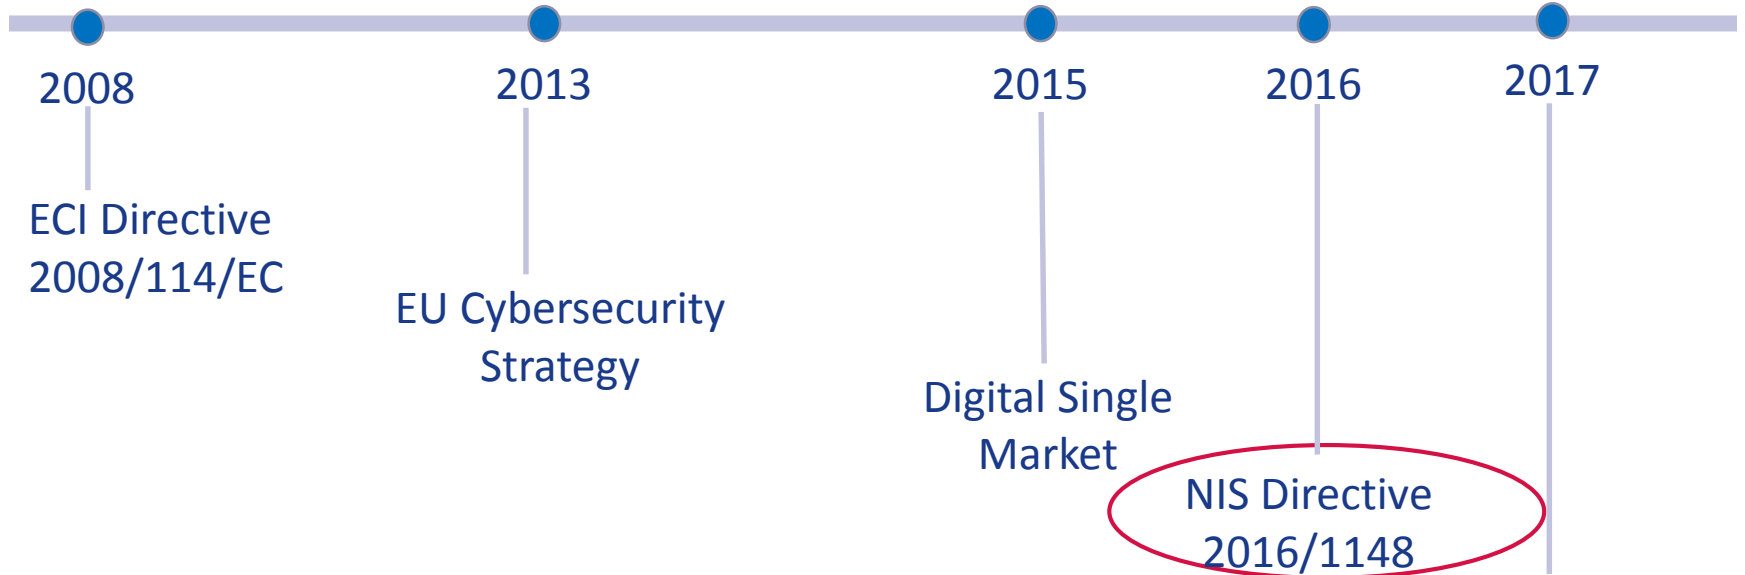 2008
2013
2015
2016
2017
ECI Directive
2008/114/EC
EU Cybersecurity
Strategy
Digital Single
Market
NIS Directive
2016/1148